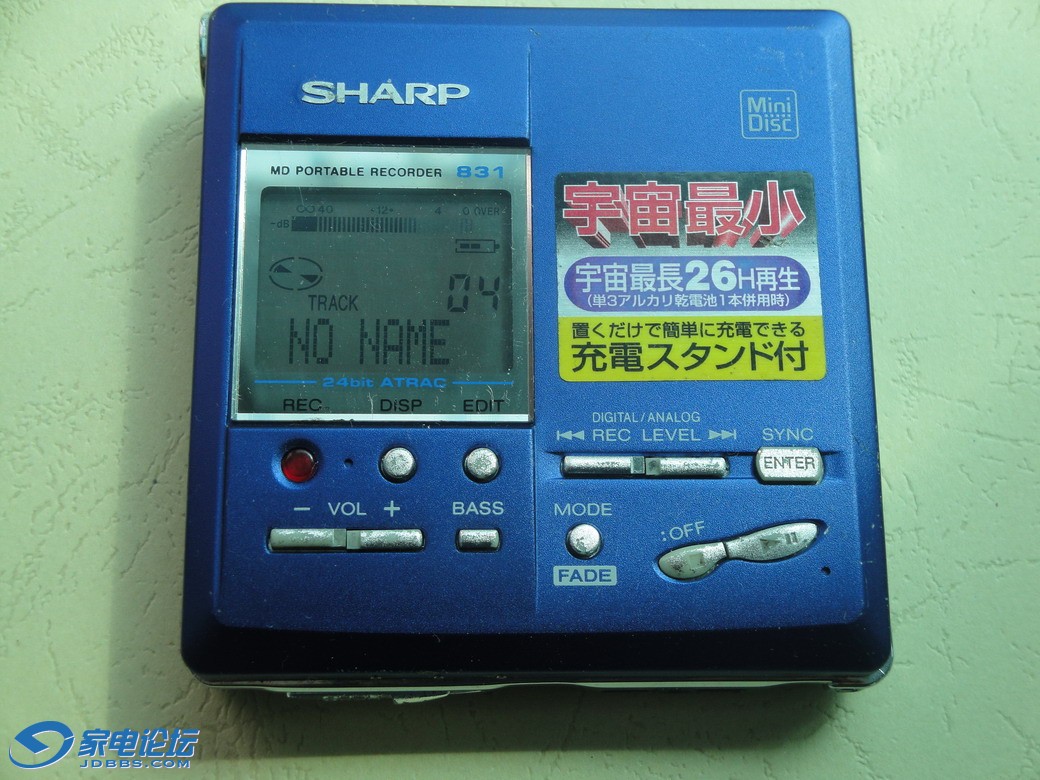 SHARP
Mini
Disc
MD PORTABLE RECORDER 831
-12+ 4 0 OVER
-dB
TRACK 04
NO NAME
24bit ATRAC
REC DISP EDIT
宇宙最小
宇宙最長26H再生
(単3アルカリ乾電池1本併用時)
置くだけで簡単に充電できる
充電スタンド付
DIGITAL/ANALOG
REC LEVEL
SYNC
ENTER
− VOL +
BASS
MODE
:OFF
FADE
家电论坛
JDBBS.COM